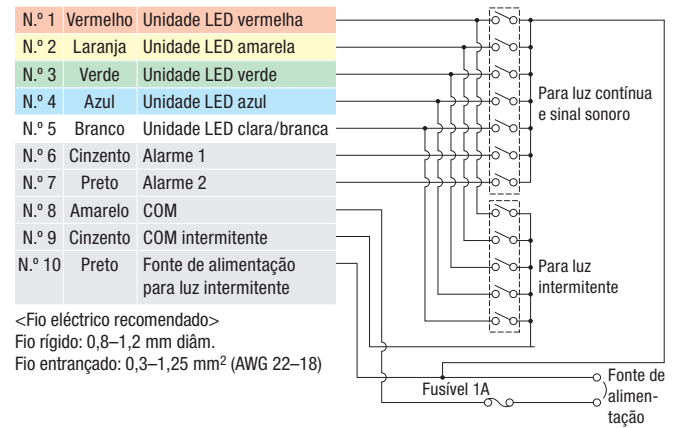 N.º 1 Vermelho Unidade LED vermelha
N.º 2 Laranja Unidade LED amarela
N.º 3 Verde Unidade LED verde
N.º 4 Azul Unidade LED azul
N.º 5 Branco Unidade LED clara/branca
N.º 6 Cinzento Alarme 1
N.º 7 Preto Alarme 2
N.º 8 Amarelo COM
N.º 9 Cinzento COM intermitente
N.º 10 Preto Fonte de alimentação
para luz intermitente
Para luz contínua
e sinal sonoro
Para luz
intermitente
<Fio eléctrico recomendado>
Fio rígido: 0,8–1,2 mm diâm.
Fio entrançado: 0,3–1,25 mm² (AWG 22–18)
Fusível 1A
Fonte de
alimen-
tação